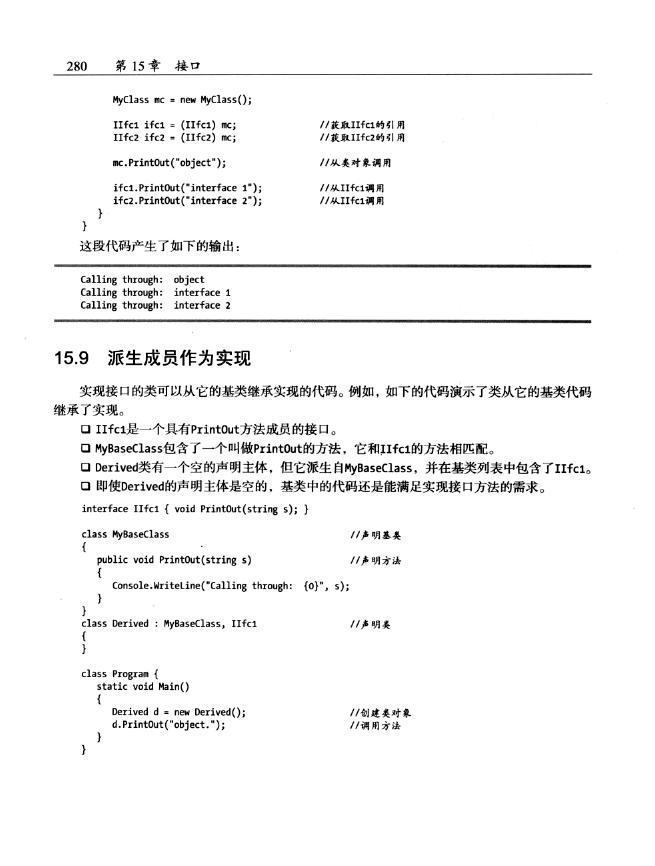 280 第15章 接口
MyClass mc = new MyClass();
IIfc1 ifc1 = (IIfc1) mc; //获取IIfc1的引用
IIfc2 ifc2 = (IIfc2) mc; //获取IIfc2的引用
mc.PrintOut("object"); //从类对象调用
ifc1.PrintOut("interface 1"); //从IIfc1调用
ifc2.PrintOut("interface 2"); //从IIfc1调用
}
}
这段代码产生了如下的输出：
Calling through: object
Calling through: interface 1
Calling through: interface 2
15.9 派生成员作为实现
实现接口的类可以从它的基类继承实现的代码。例如，如下的代码演示了类从它的基类代码
继承了实现。
❑ IIfc1是一个具有PrintOut方法成员的接口。
❑ MyBaseClass包含了一个叫做PrintOut的方法，它和IIfc1的方法相匹配。
❑ Derived类有一个空的声明主体，但它派生自MyBaseClass，并在基类列表中包含了IIfc1。
❑ 即使Derived的声明主体是空的，基类中的代码还是能满足实现接口方法的需求。
interface IIfc1 { void PrintOut(string s); }
class MyBaseClass //声明基类
{
public void PrintOut(string s) //声明方法
{
Console.WriteLine("Calling through: {0}", s);
}
}
class Derived : MyBaseClass, IIfc1 //声明类
{
}
class Program {
static void Main()
{
Derived d = new Derived(); //创建类对象
d.PrintOut("object."); //调用方法
}
}